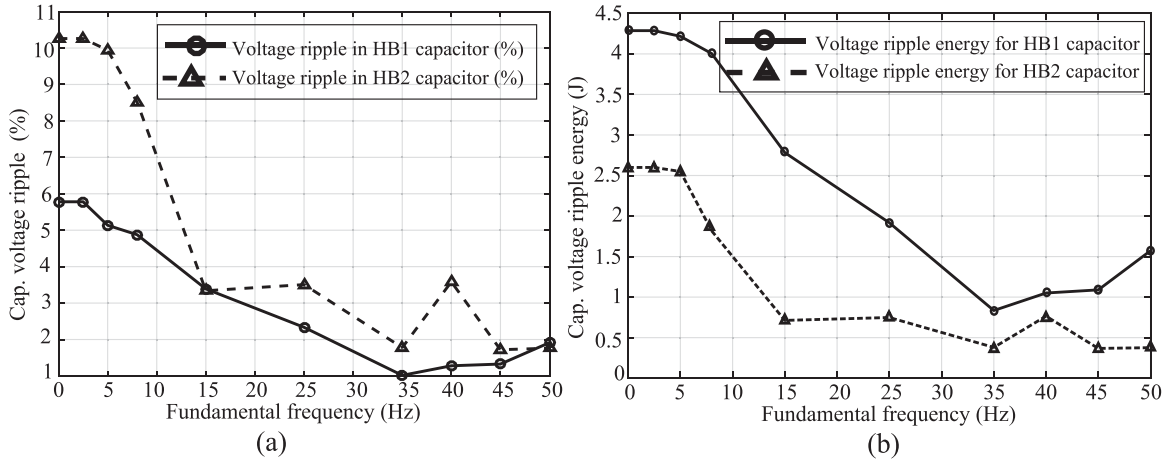 11
10
9
8
7
6
5
4
3
2
1
Cap. voltage ripple (%)
Voltage ripple in HB1 capacitor (%)
Voltage ripple in HB2 capacitor (%)
0 5 10 15 20 25 30 35 40 45 50
Fundamental frequency (Hz)
(a)
4.5
4
3.5
3
2.5
2
1.5
1
0.5
0
Cap. voltage ripple energy (J)
Voltage ripple energy for HB1 capacitor
Voltage ripple energy for HB2 capacitor
0 5 10 15 20 25 30 35 40 45 50
Fundamental frequency (Hz)
(b)